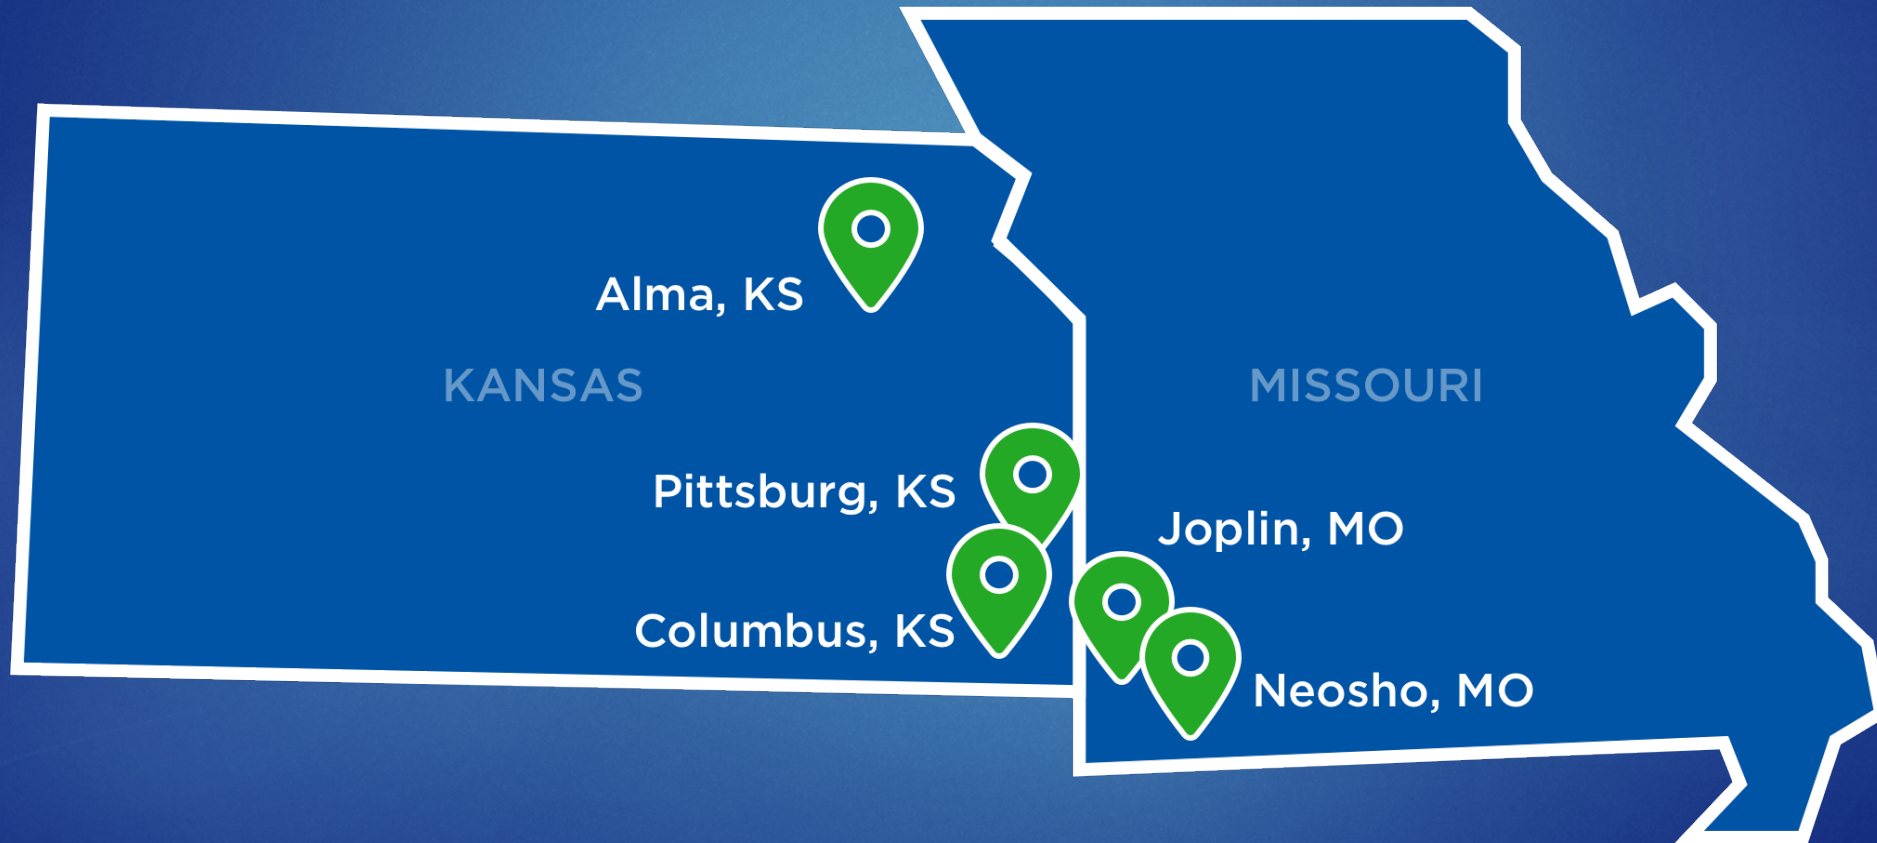 Alma, KS
KANSAS
MISSOURI
Pittsburg, KS
Joplin, MO
Columbus, KS
Neosho, MO